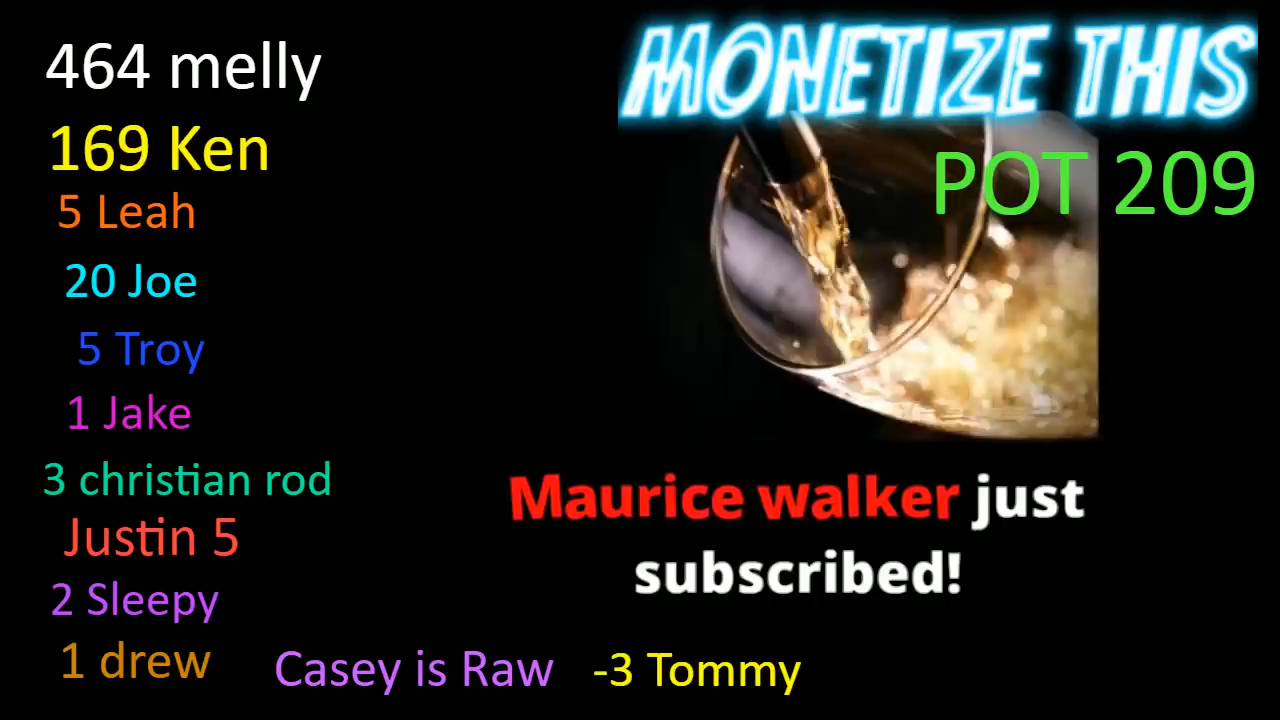 464 melly
169 Ken
5 Leah
20 Joe
5 Troy
1 Jake
3 christian rod
Justin 5
2 Sleepy
1 drew
Casey is Raw
-3 Tommy
MONETIZE THIS
POT 209
Maurice walker just
subscribed!